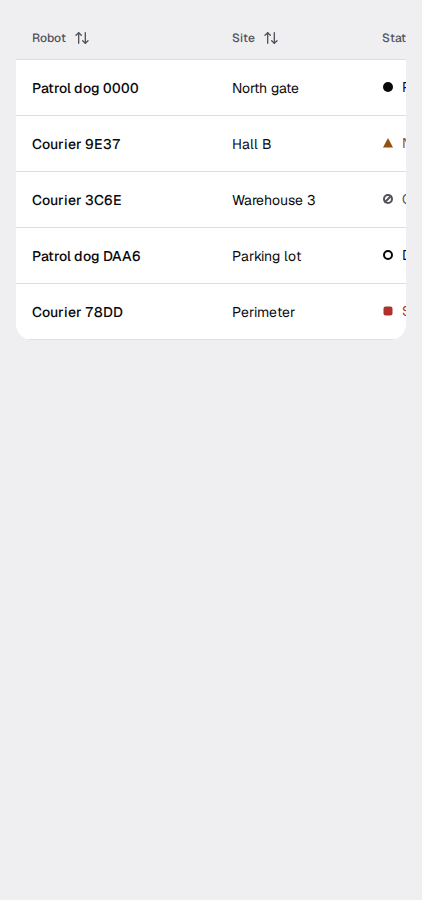 Robot Site Stat
Patrol dog 0000 North gate
Courier 9E37 Hall B
Courier 3C6E Warehouse 3
Patrol dog DAA6 Parking lot
Courier 78DD Perimeter